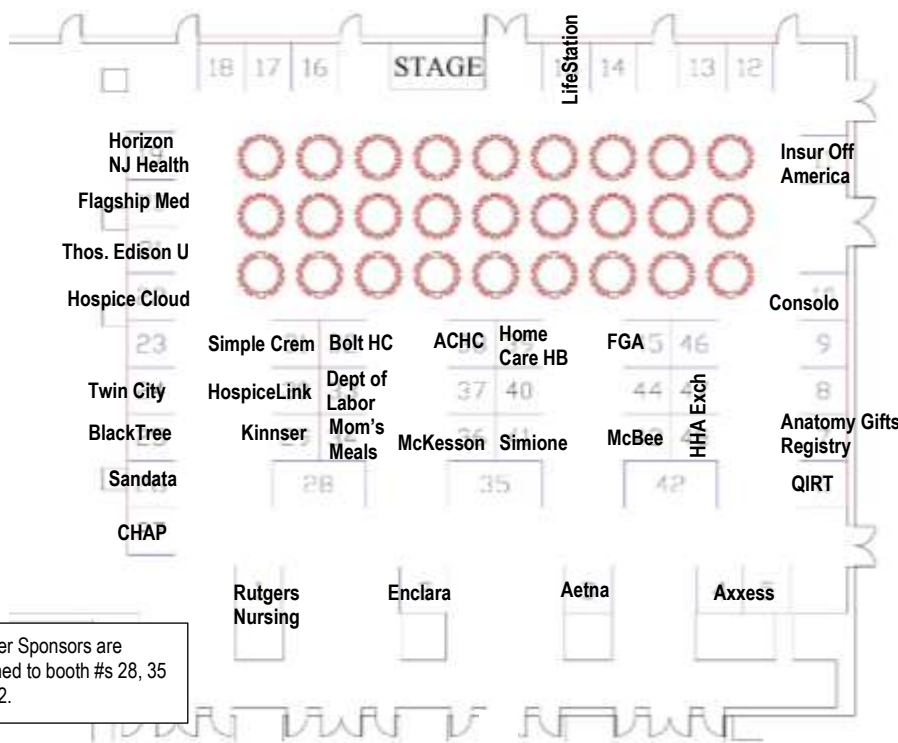 18 17 16 STAGE LifeStation 14 13 12
Horizon
NJ Health
Insur Off
America
Flagship Med
Thos. Edison U
Hospice Cloud
Consolo
23 Simple Crem Bolt HC ACHC Home
Care HB FGA 46 9
Twin City HospiceLink Dept of
Labor 37 40 44 HHA Exch 8
BlackTree Kinnser Mom's
Meals McKesson Simione McBee Anatomy Gifts
Registry
Sandata 28 35 42 QIRT
CHAP
Rutgers
Nursing Enclara Aetna Axxess
er Sponsors are
ned to booth #s 28, 35
2.